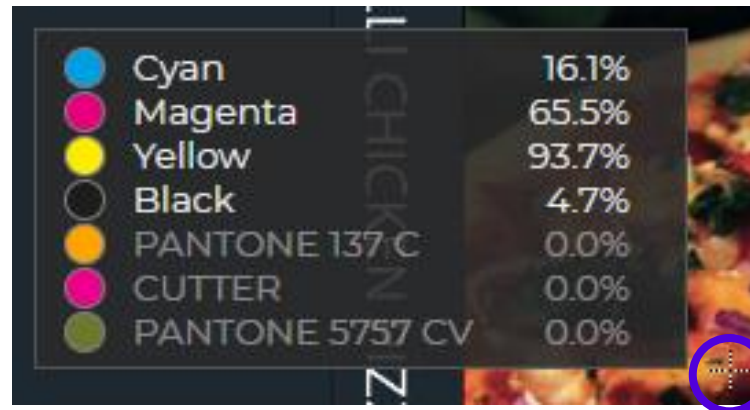 Cyan 16.1%
Magenta 65.5%
Yellow 93.7%
Black 4.7%
PANTONE 137 C 0.0%
CUTTER 0.0%
PANTONE 5757 CV 0.0%
CHICKEN